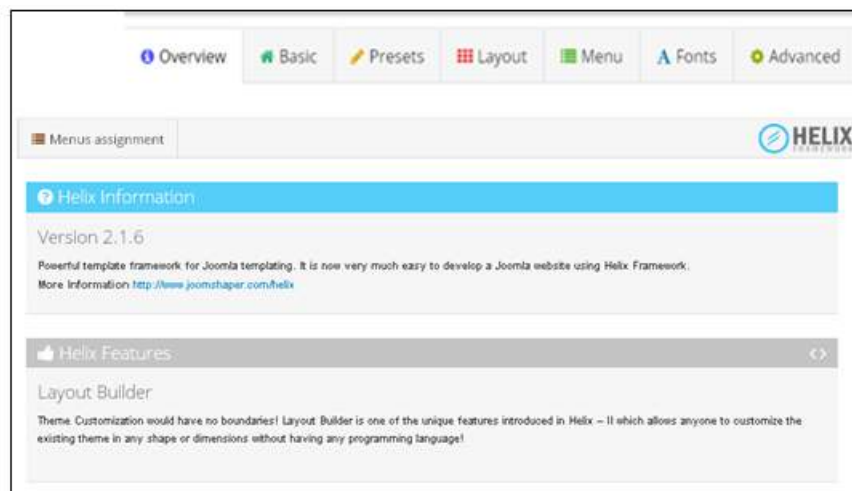 Overview Basic Presets Layout Menu Fonts Advanced
Menus assignment
HELIX
FRAMEWORK
Helix Information
Version 2.1.6
Powerful template framework for Joomla templating. It is now very much easy to develop a Joomla website using Helix Framework.
More Information http://www.joomshaper.com/helix
Helix Features
Layout Builder
Theme Customization would have no boundaries! Layout Builder is one of the unique features introduced in Helix – II which allows anyone to customize the
existing theme in any shape or dimensions without having any programming language!